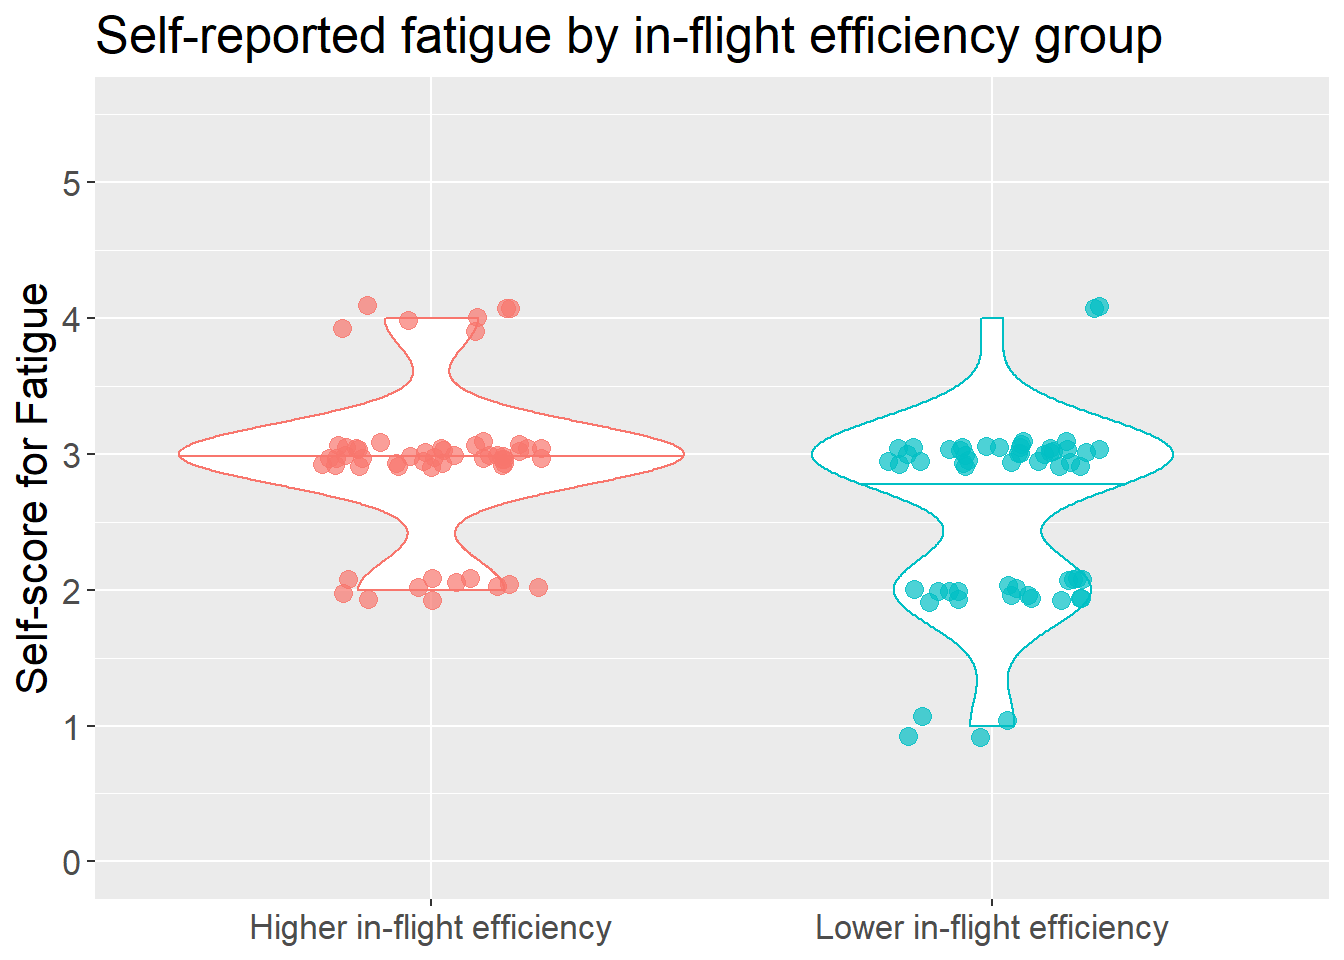 Self-reported fatigue by in-flight efficiency group
Self-score for Fatigue
5
4
3
2
1
0
Higher in-flight efficiency
Lower in-flight efficiency